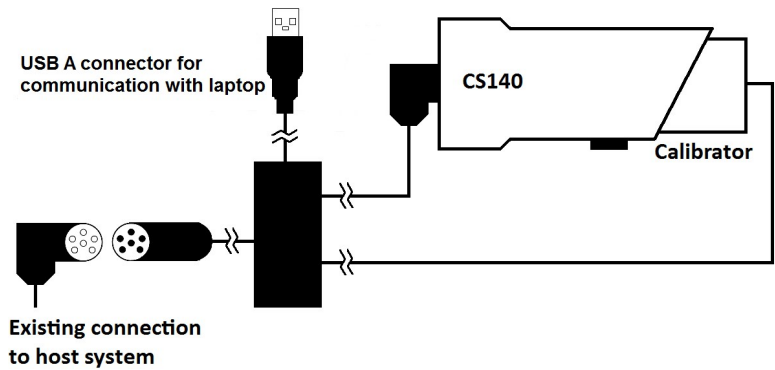 USB A connector for
communication with laptop
CS140
Calibrator
Existing connection
to host system